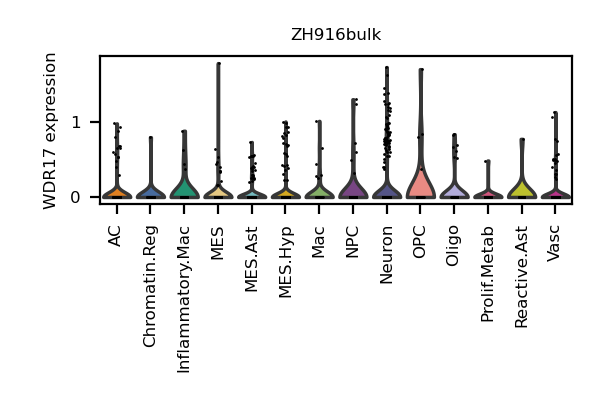 ZH916bulk
WDR17 expression
1
0
AC
Chromatin.Reg
Inflammatory.Mac
MES
MES.Ast
MES.Hyp
Mac
NPC
Neuron
OPC
Oligo
Prolif.Metab
Reactive.Ast
Vasc